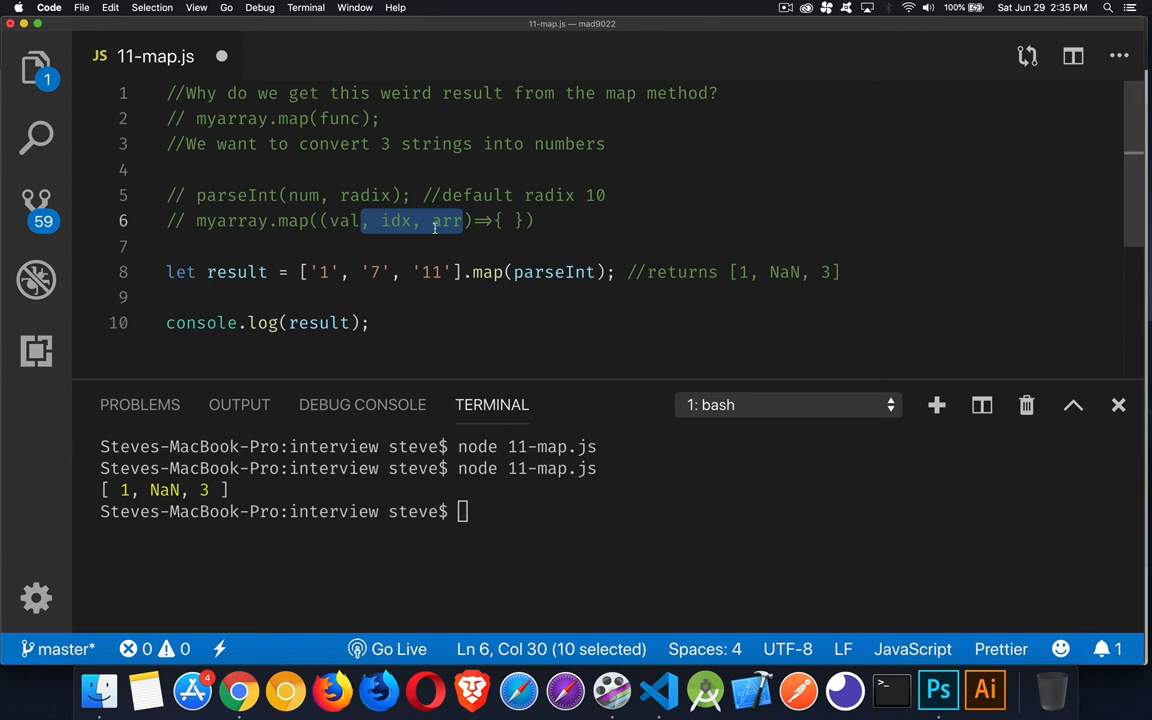 Code File Edit Selection View Go Debug Terminal Window Help 100% Sat Jun 29 2:35 PM
11-map.js — mad9022
JS 11-map.js
1
1 //Why do we get this weird result from the map method?
2 // myarray.map(func);
3 //We want to convert 3 strings into numbers
4
5 // parseInt(num, radix); //default radix 10
6 // myarray.map((val, idx, arr)=>{ })
7
8 let result = ['1', '7', '11'].map(parseInt); //returns [1, NaN, 3]
9
10 console.log(result);
59
PROBLEMS OUTPUT DEBUG CONSOLE TERMINAL 1: bash
Steves-MacBook-Pro:interview steve$ node 11-map.js
Steves-MacBook-Pro:interview steve$ node 11-map.js
[ 1, NaN, 3 ]
Steves-MacBook-Pro:interview steve$
master* 0 0 Go Live Ln 6, Col 30 (10 selected) Spaces: 4 UTF-8 LF JavaScript Prettier 1
4
>_ Ps Ai